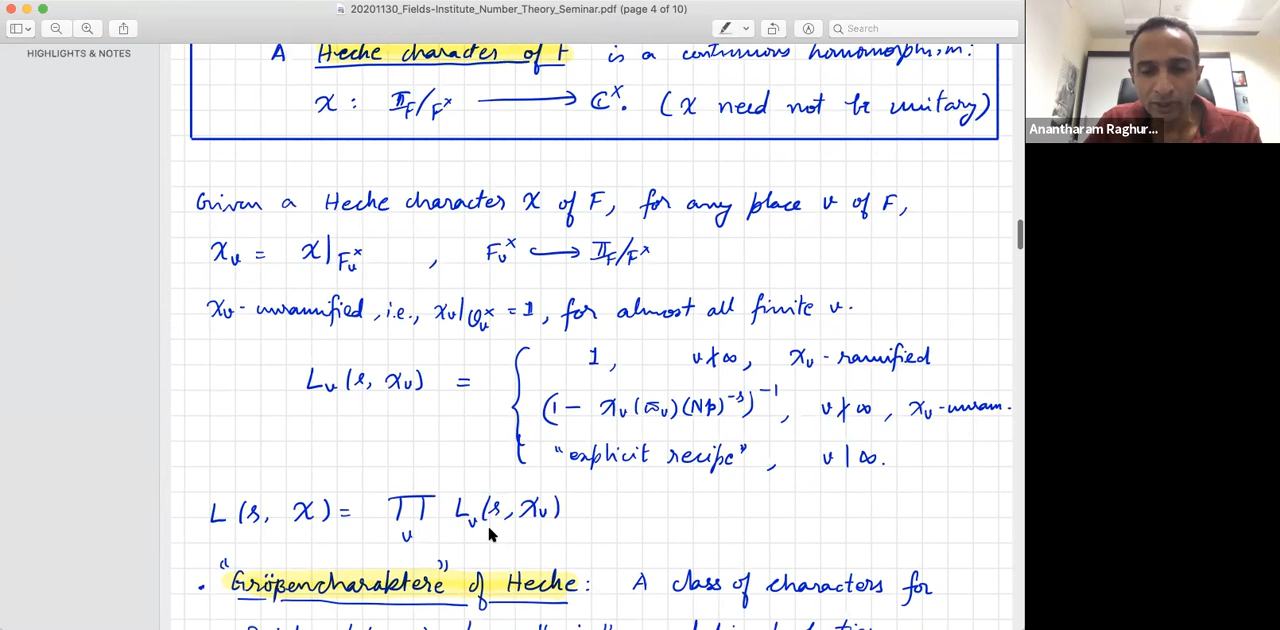 20201130_Fields-Institute_Number_Theory_Seminar.pdf (page 4 of 10)
Search
HIGHLIGHTS & NOTES
Anantharam Raghur...
A Hecke character of F is a continuous homomorphism:
χ : 𝕀_F/F^× ⟶ ℂ^×. (χ need not be unitary)
Given a Hecke character χ of F, for any place v of F,
χ_v = χ|_{F_v^×} , F_v^× ↪ 𝕀_F/F^×
χ_v - unramified, i.e., χ_v|_{𝒪_v^×} = 1, for almost all finite v.
L_v(s, χ_v) = { 1, v∤∞, χ_v - ramified
(1 - χ_v(ϖ_v)(N𝔭)^{-s})^{-1}, v∤∞, χ_v - unram.
"explicit recipe", v|∞.
L(s, χ) = ∏_v L_v(s, χ_v)
• "Größencharaktere" of Hecke: A class of characters for